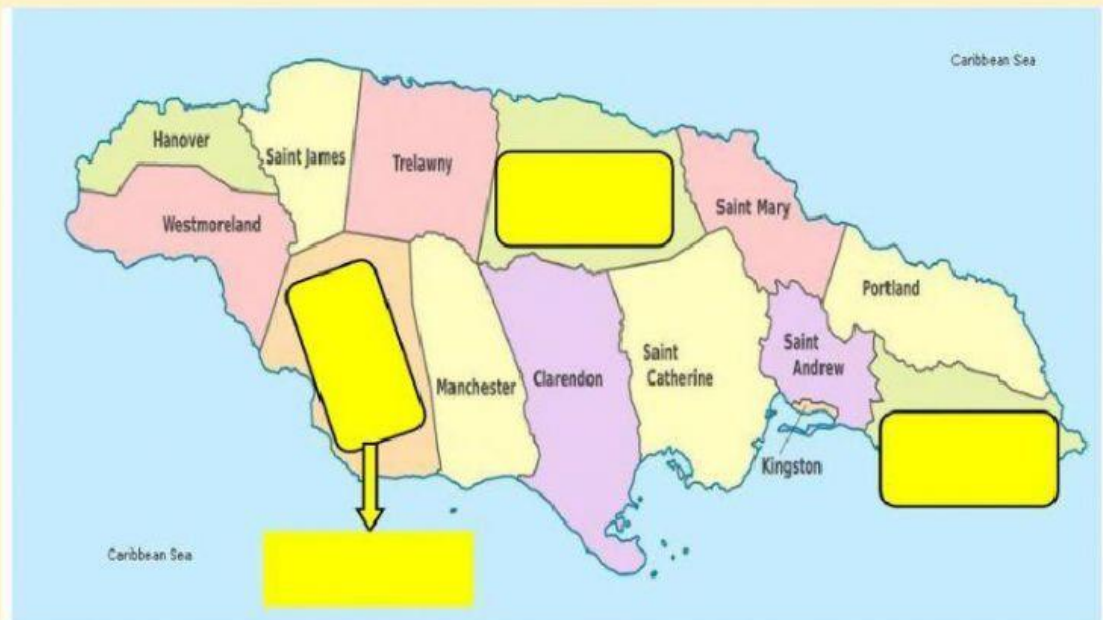 Caribbean Sea
Hanover
Saint James
Trelawny
Westmoreland
Saint Mary
Portland
Saint
Andrew
Saint
Catherine
Clarendon
Manchester
Kingston
Caribbean Sea